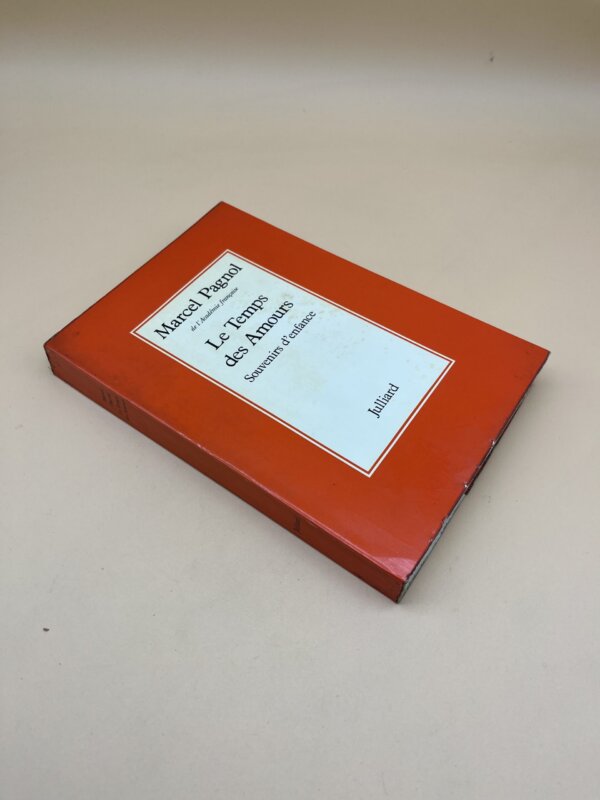 Marcel Pagnol
de l'Académie française
Le Temps
des Amours
Souvenirs d'enfance
Julliard